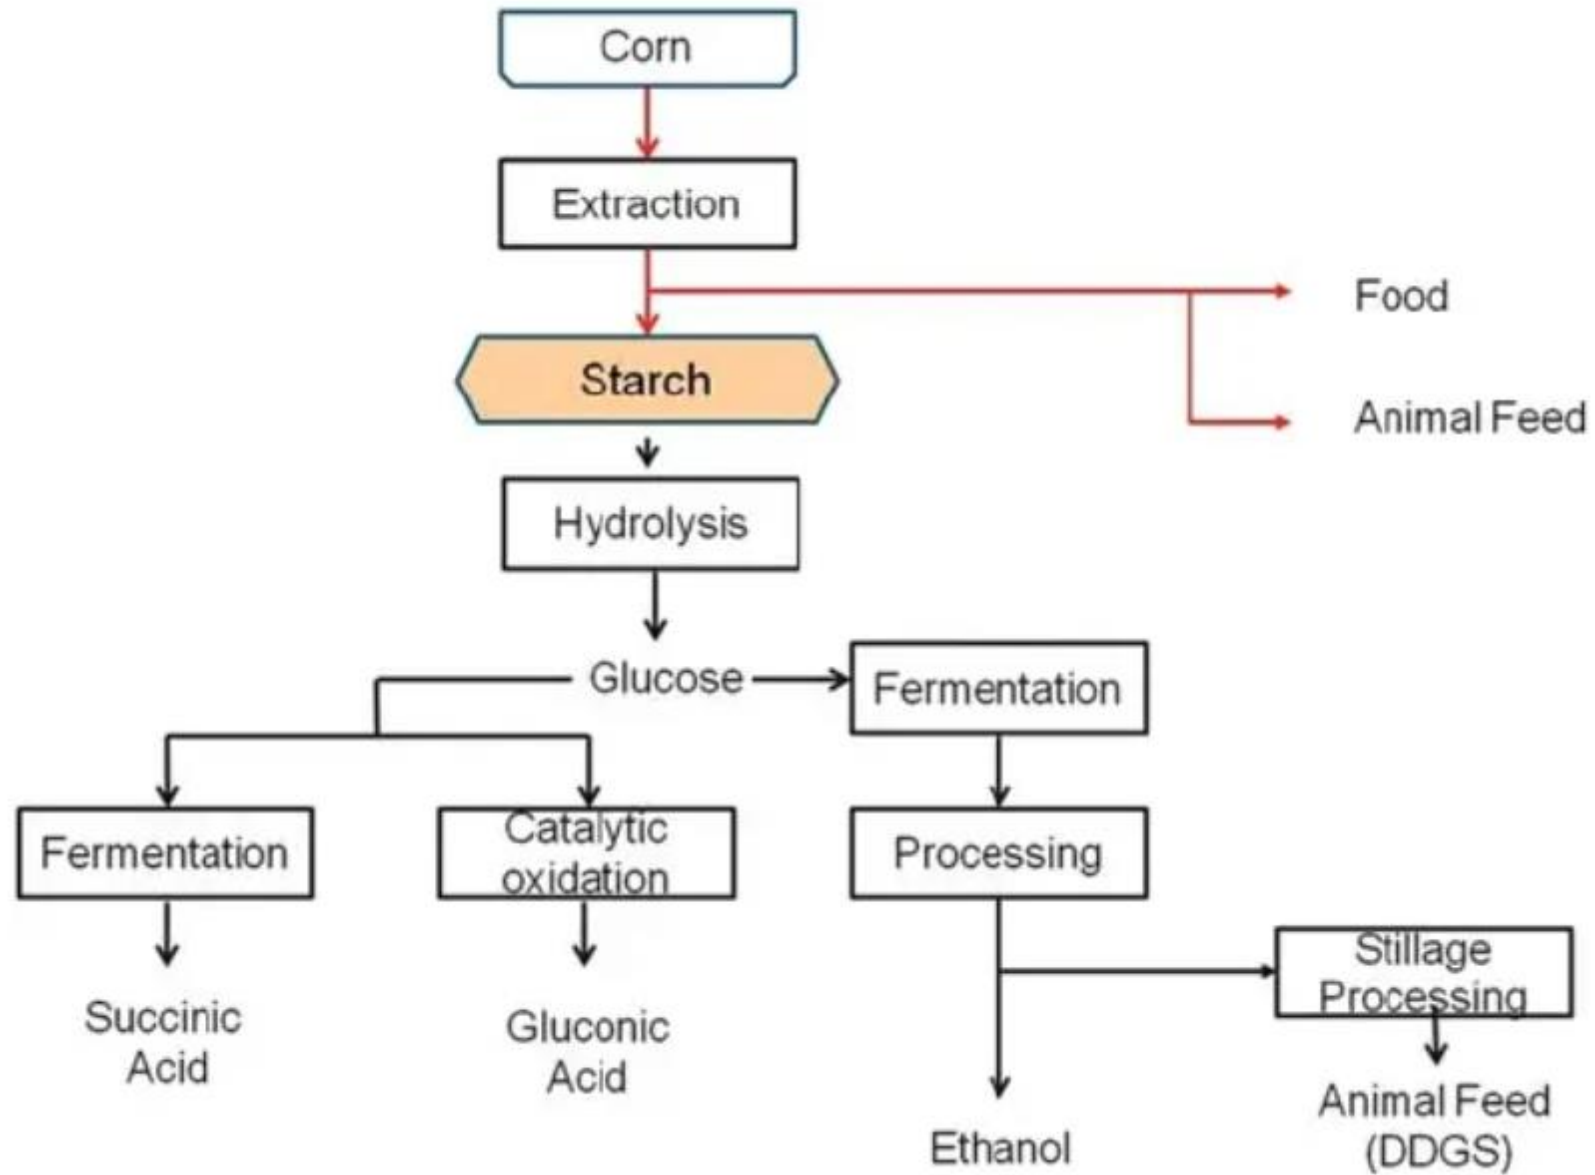 Corn
Extraction
Food
Starch
Animal Feed
Hydrolysis
Glucose
Fermentation
Fermentation
Catalytic
oxidation
Processing
Stillage
Processing
Succinic
Acid
Gluconic
Acid
Ethanol
Animal Feed
(DDGS)